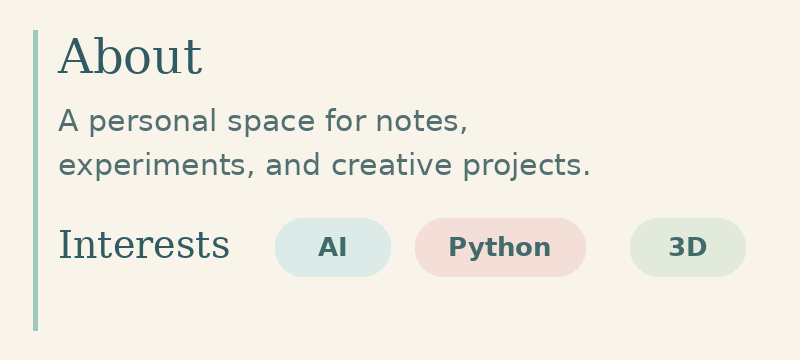 About
A personal space for notes,
experiments, and creative projects.
Interests AI Python 3D